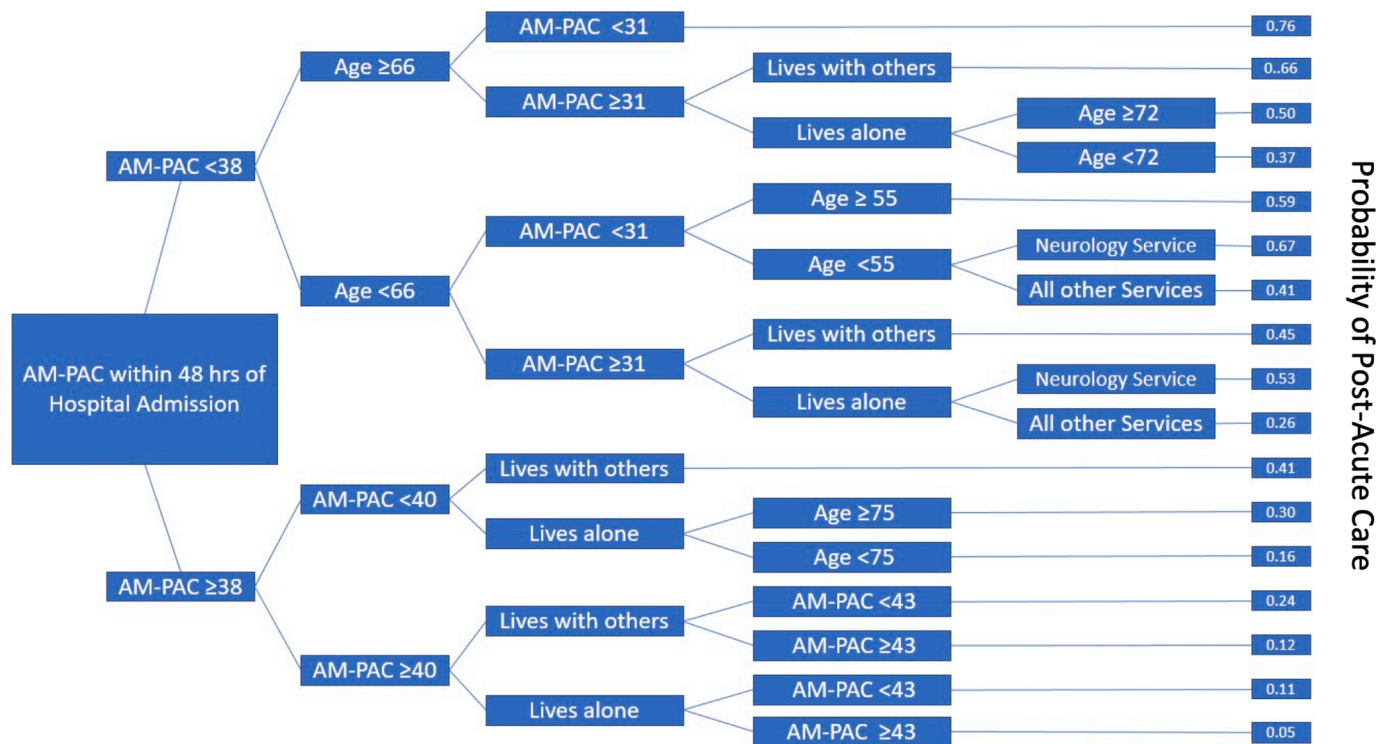 AM-PAC <31
0.76
Age ≥66
Lives with others
0..66
AM-PAC ≥31
Age ≥72
0.50
Lives alone
AM-PAC <38
Age <72
0.37
Age ≥ 55
0.59
AM-PAC <31
Neurology Service
0.67
Age <55
Age <66
All other Services
0.41
Lives with others
0.45
AM-PAC ≥31
Neurology Service
0.53
Lives alone
All other Services
0.26
AM-PAC within 48 hrs of
Hospital Admission
Lives with others
0.41
AM-PAC <40
Age ≥75
0.30
Lives alone
Age <75
0.16
AM-PAC ≥38
AM-PAC <43
0.24
Lives with others
AM-PAC ≥43
0.12
AM-PAC ≥40
AM-PAC <43
0.11
Lives alone
AM-PAC ≥43
0.05
Probability of Post-Acute Care